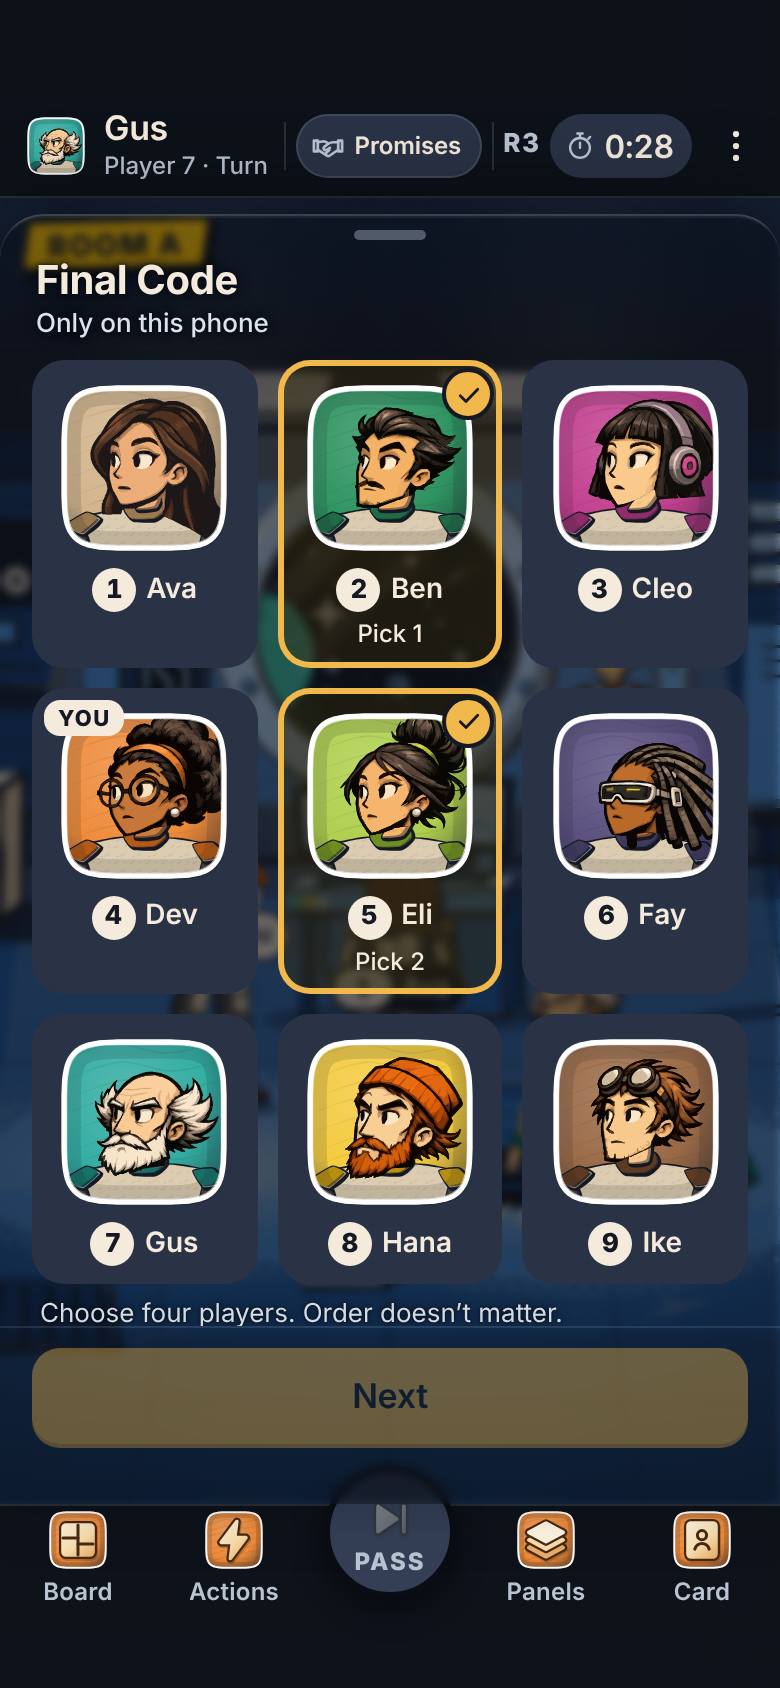 Gus
Player 7 · Turn
Promises
R3
0:28
ROOM A
Final Code
Only on this phone
1 Ava
2 Ben
Pick 1
3 Cleo
YOU
4 Dev
5 Eli
Pick 2
6 Fay
7 Gus
8 Hana
9 Ike
Choose four players. Order doesn’t matter.
Next
Board
Actions
PASS
Panels
Card